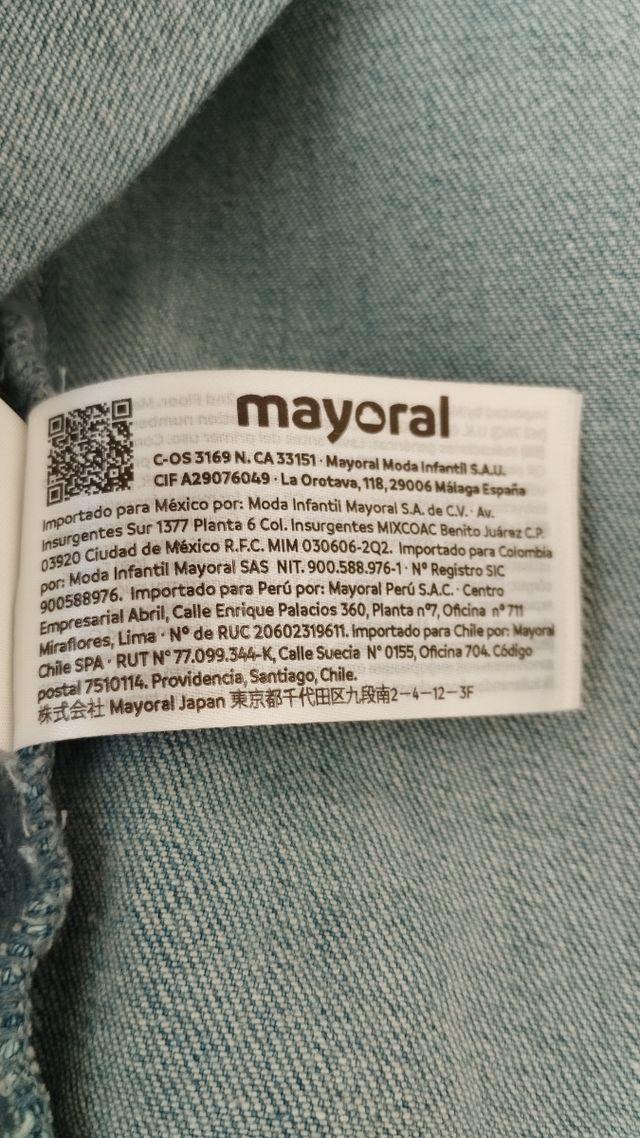 mayoral
C-OS 3169 N. CA 33151 · Mayoral Moda Infantil S.A.U.
CIF A29076049 · La Orotava, 118, 29006 Málaga España
Importado para México por: Moda Infantil Mayoral S.A. de C.V. · Av.
Insurgentes Sur 1377 Planta 6 Col. Insurgentes MIXCOAC Benito Juárez C.P.
03920 Ciudad de México R.F.C. MIM 030606-2Q2. Importado para Colombia
por: Moda Infantil Mayoral SAS NIT. 900.588.976-1 · Nº Registro SIC
900588976. Importado para Perú por: Mayoral Perú S.A.C. · Centro
Empresarial Abril, Calle Enrique Palacios 360, Planta nº7, Oficina nº 711
Miraflores, Lima · Nº de RUC 20602319611. Importado para Chile por: Mayoral
Chile SPA · RUT Nº 77.099.344-K, Calle Suecia Nº 0155, Oficina 704. Código
postal 7510114. Providencia, Santiago, Chile.
株式会社 Mayoral Japan 東京都千代田区九段南2-4-12-3F